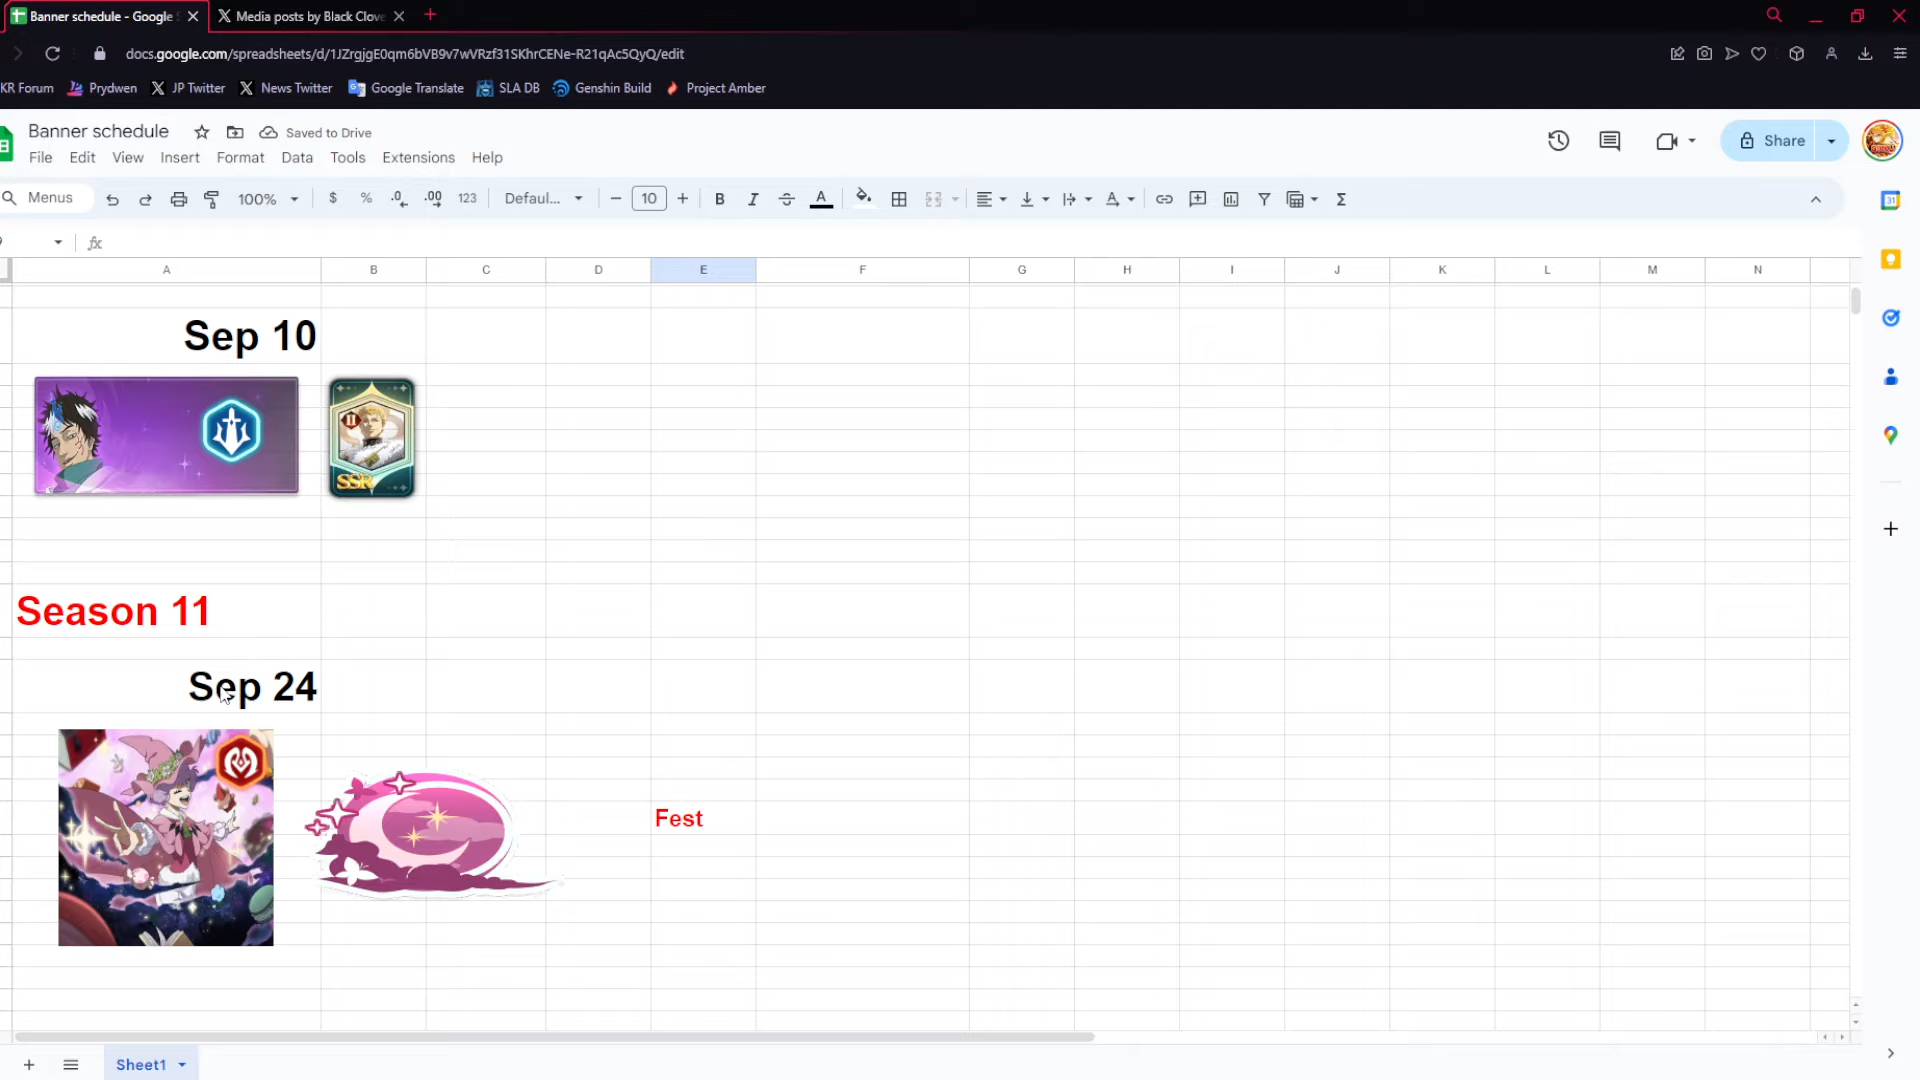 Banner schedule - Google S
Media posts by Black Clove
docs.google.com/spreadsheets/d/1JZrgjgE0qm6bVB9v7wVRzf31SKhrCENe-R21qAc5QyQ/edit
KR Forum
Prydwen
JP Twitter
News Twitter
Google Translate
SLA DB
Genshin Build
Project Amber
Banner schedule
Saved to Drive
File Edit View Insert Format Data Tools Extensions Help
Share
Menus
100%
$ % .0 .00 123
Defaul...
10
B I A
fx
A B C D E F G H I J K L M N
Sep 10
II
SSR
Season 11
Sep 24
Fest
Sheet1
31